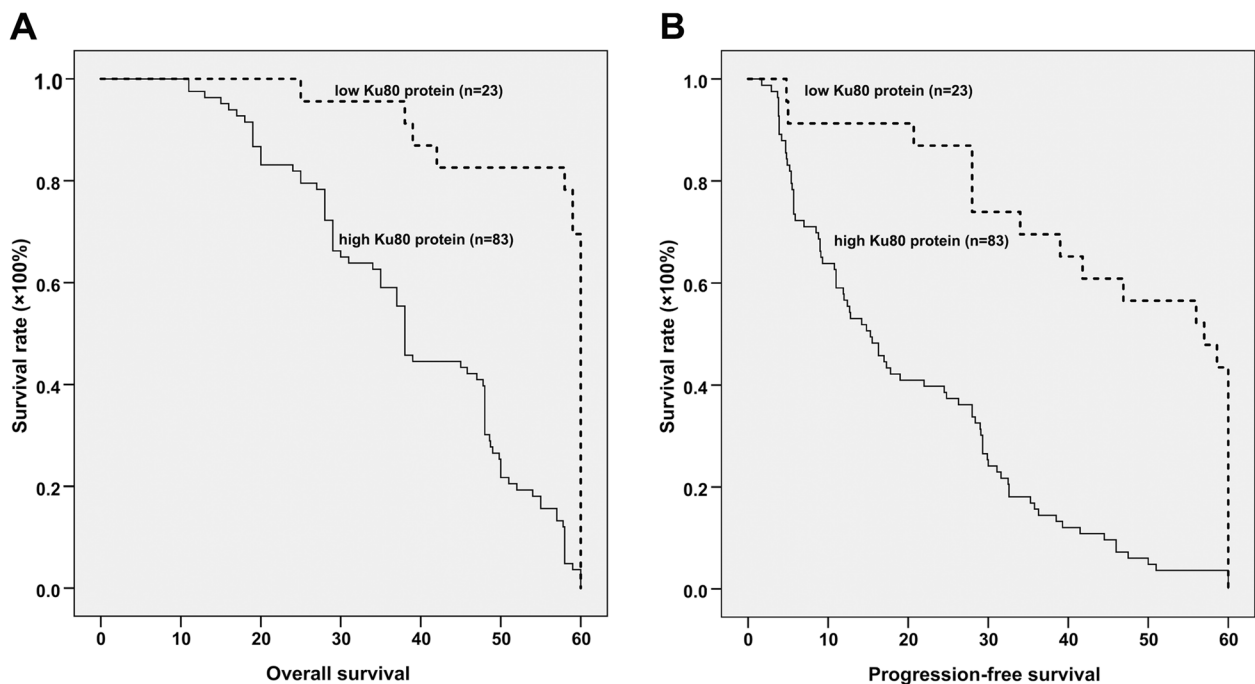 A
Survival rate (×100%)
1.0
0.8
0.6
0.4
0.2
0.0
low Ku80 protein (n=23)
high Ku80 protein (n=83)
0 10 20 30 40 50 60
Overall survival
B
Survival rate (×100%)
1.0
0.8
0.6
0.4
0.2
0.0
low Ku80 protein (n=23)
high Ku80 protein (n=83)
0 10 20 30 40 50 60
Progression-free survival